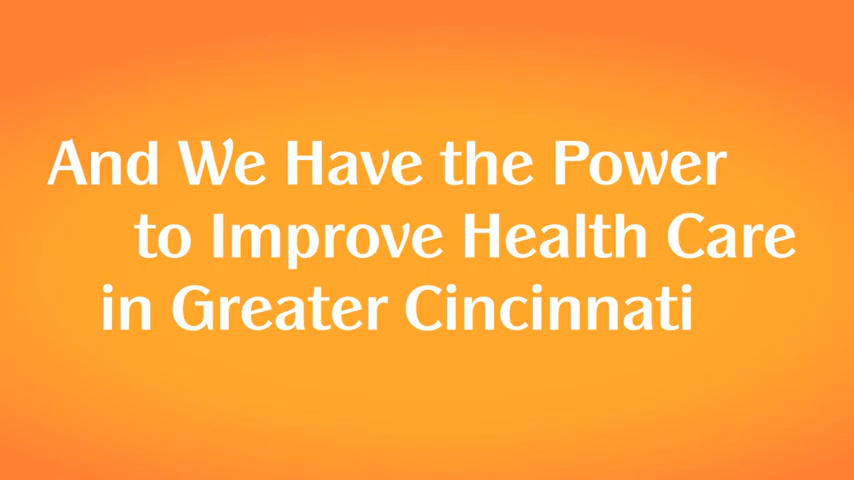 And We Have the Power
to Improve Health Care
in Greater Cincinnati